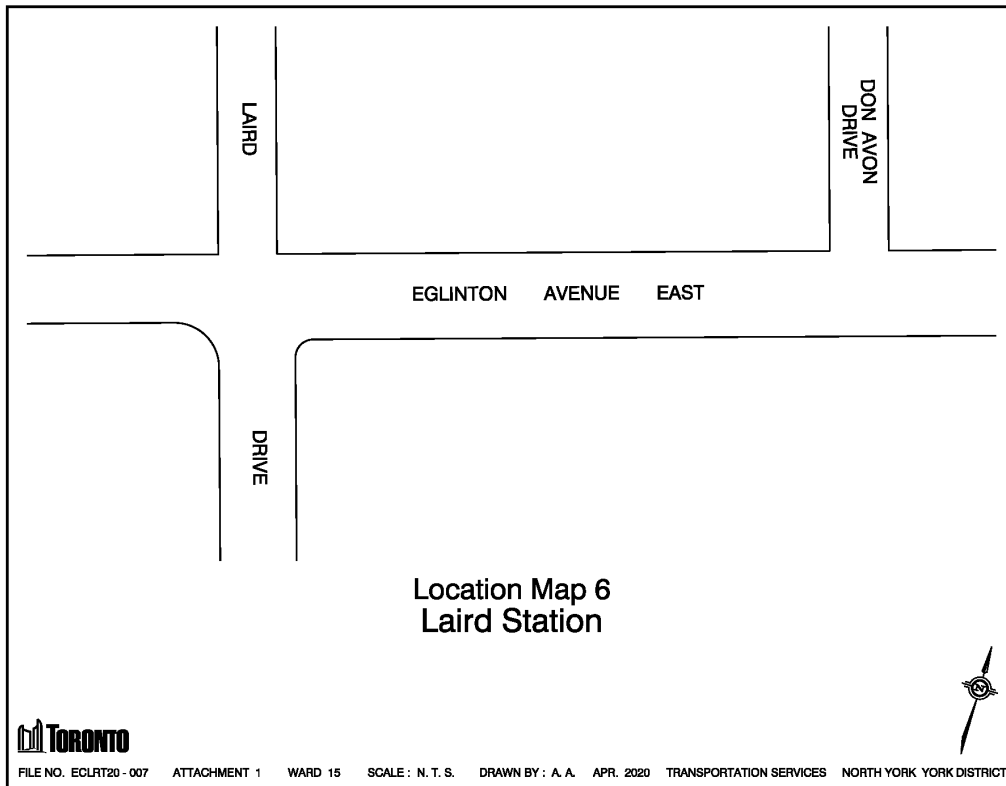 LAIRD
DON AVON
DRIVE
EGLINTON AVENUE EAST
DRIVE
Location Map 6
Laird Station
N
TORONTO
FILE NO. ECLRT20 - 007 ATTACHMENT 1 WARD 15 SCALE : N. T. S. DRAWN BY : A. A. APR. 2020 TRANSPORTATION SERVICES NORTH YORK YORK DISTRICT